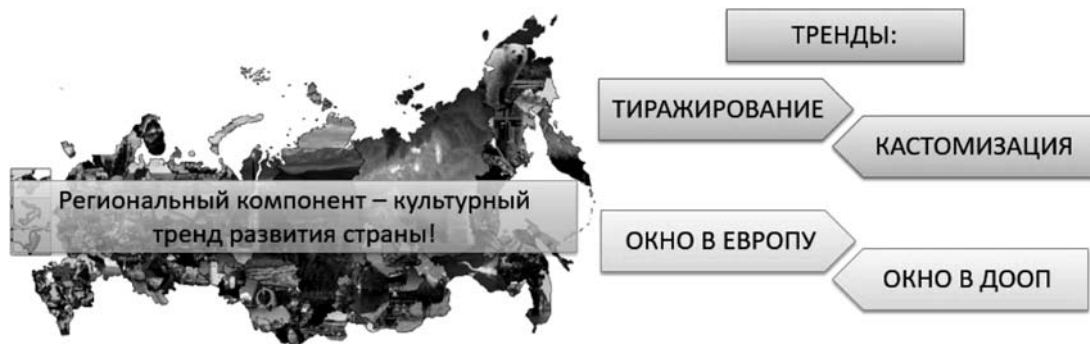 Региональный компонент – культурный
тренд развития страны!
ТРЕНДЫ:
ТИРАЖИРОВАНИЕ
КАСТОМИЗАЦИЯ
ОКНО В ЕВРОПУ
ОКНО В ДООП